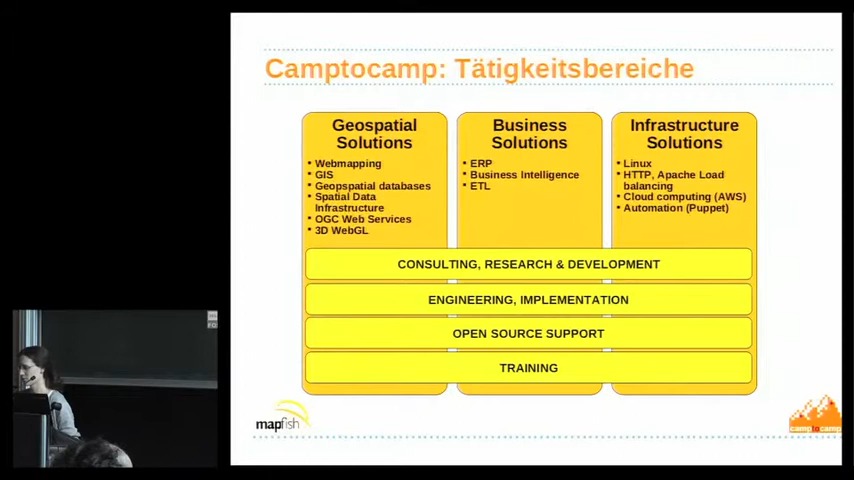 Camptocamp: Tätigkeitsbereiche
Geospatial
Solutions
• Webmapping
• GIS
• Geopspatial databases
• Spatial Data
Infrastructure
• OGC Web Services
• 3D WebGL
Business
Solutions
• ERP
• Business Intelligence
• ETL
Infrastructure
Solutions
• Linux
• HTTP, Apache Load
balancing
• Cloud computing (AWS)
• Automation (Puppet)
CONSULTING, RESEARCH & DEVELOPMENT
ENGINEERING, IMPLEMENTATION
OPEN SOURCE SUPPORT
TRAINING
mapfish
camptocamp